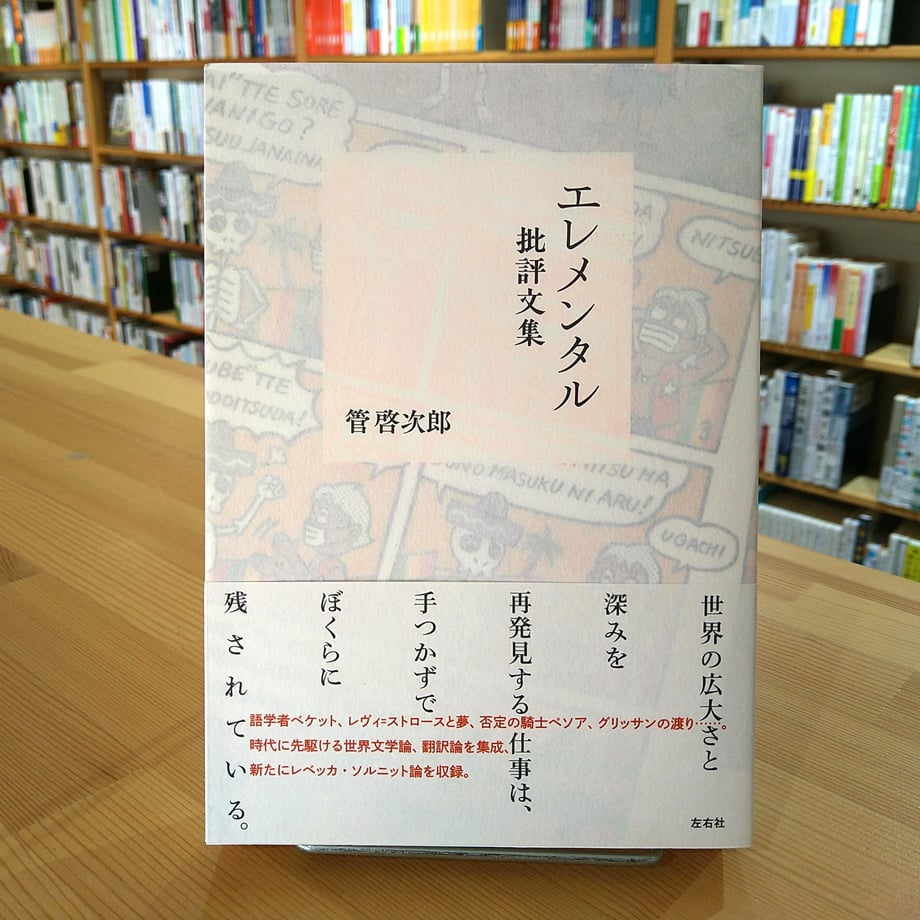 エレメンタル
批評文集
管啓次郎
世界の広大さと
深みを
再発見する仕事は、
手つかずで
ぼくらに
残されている。
語学者ベケット、レヴィ=ストロースと夢、否定の騎士ペソア、グリッサンの渡り……。
時代に先駆ける世界文学論、翻訳論を集成、
新たにレベッカ・ソルニット論を収録。
左右社
TTE SORE
NANIGO?
NITSU
TTE
DOITSUDA!
MITSU HA
MASUKU NI ARU!
UGACHI